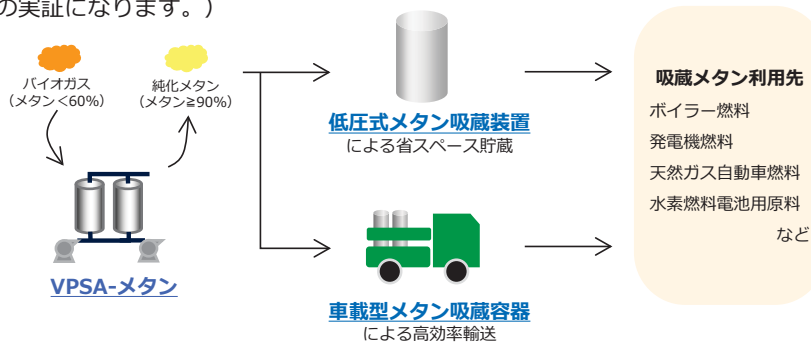 の実証になります。)
バイオガス
(メタン<60%)
純化メタン
(メタン≧90%)
VPSA-メタン
低圧式メタン吸蔵装置
による省スペース貯蔵
車載型メタン吸蔵容器
による高効率輸送
吸蔵メタン利用先
ボイラー燃料
発電機燃料
天然ガス自動車燃料
水素燃料電池用原料
など